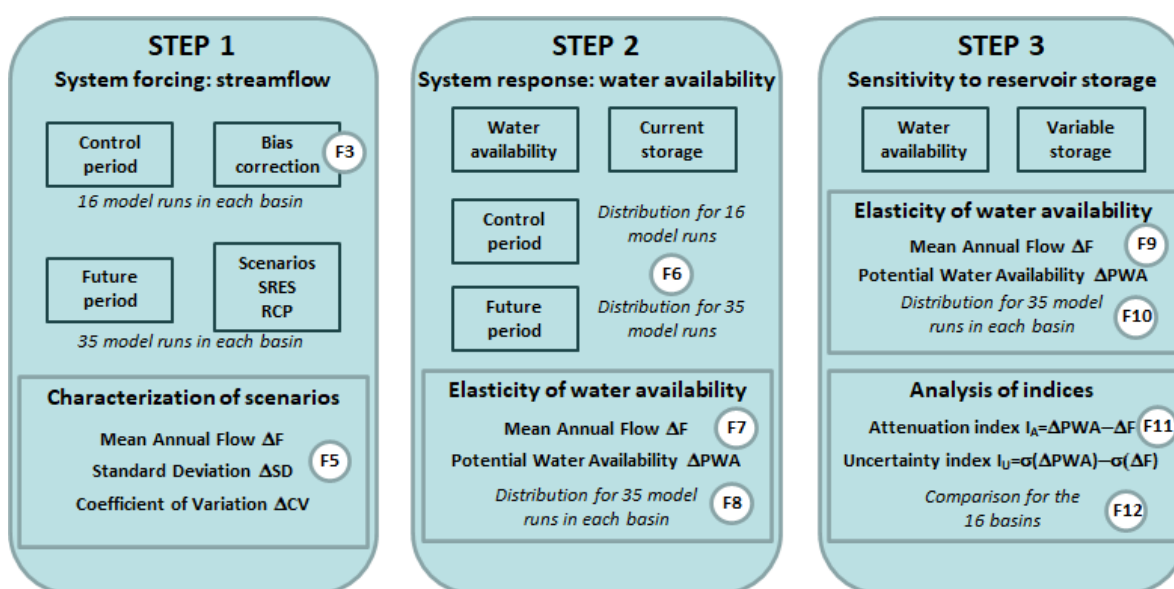 STEP 1
System forcing: streamflow
Control
period
Bias
correction
F3
16 model runs in each basin
Future
period
Scenarios
SRES
RCP
35 model runs in each basin
Characterization of scenarios
Mean Annual Flow ΔF
Standard Deviation ΔSD
F5
Coefficient of Variation ΔCV
STEP 2
System response: water availability
Water
availability
Current
storage
Control
period
Distribution for 16
model runs
F6
Future
period
Distribution for 35
model runs
Elasticity of water availability
Mean Annual Flow ΔF
F7
Potential Water Availability ΔPWA
Distribution for 35 model
runs in each basin
F8
STEP 3
Sensitivity to reservoir storage
Water
availability
Variable
storage
Elasticity of water availability
Mean Annual Flow ΔF
F9
Potential Water Availability ΔPWA
Distribution for 35 model
runs in each basin
F10
Analysis of indices
Attenuation index I_A=ΔPWA–ΔF
F11
Uncertainty index I_U=σ(ΔPWA)–σ(ΔF)
Comparison for the
16 basins
F12